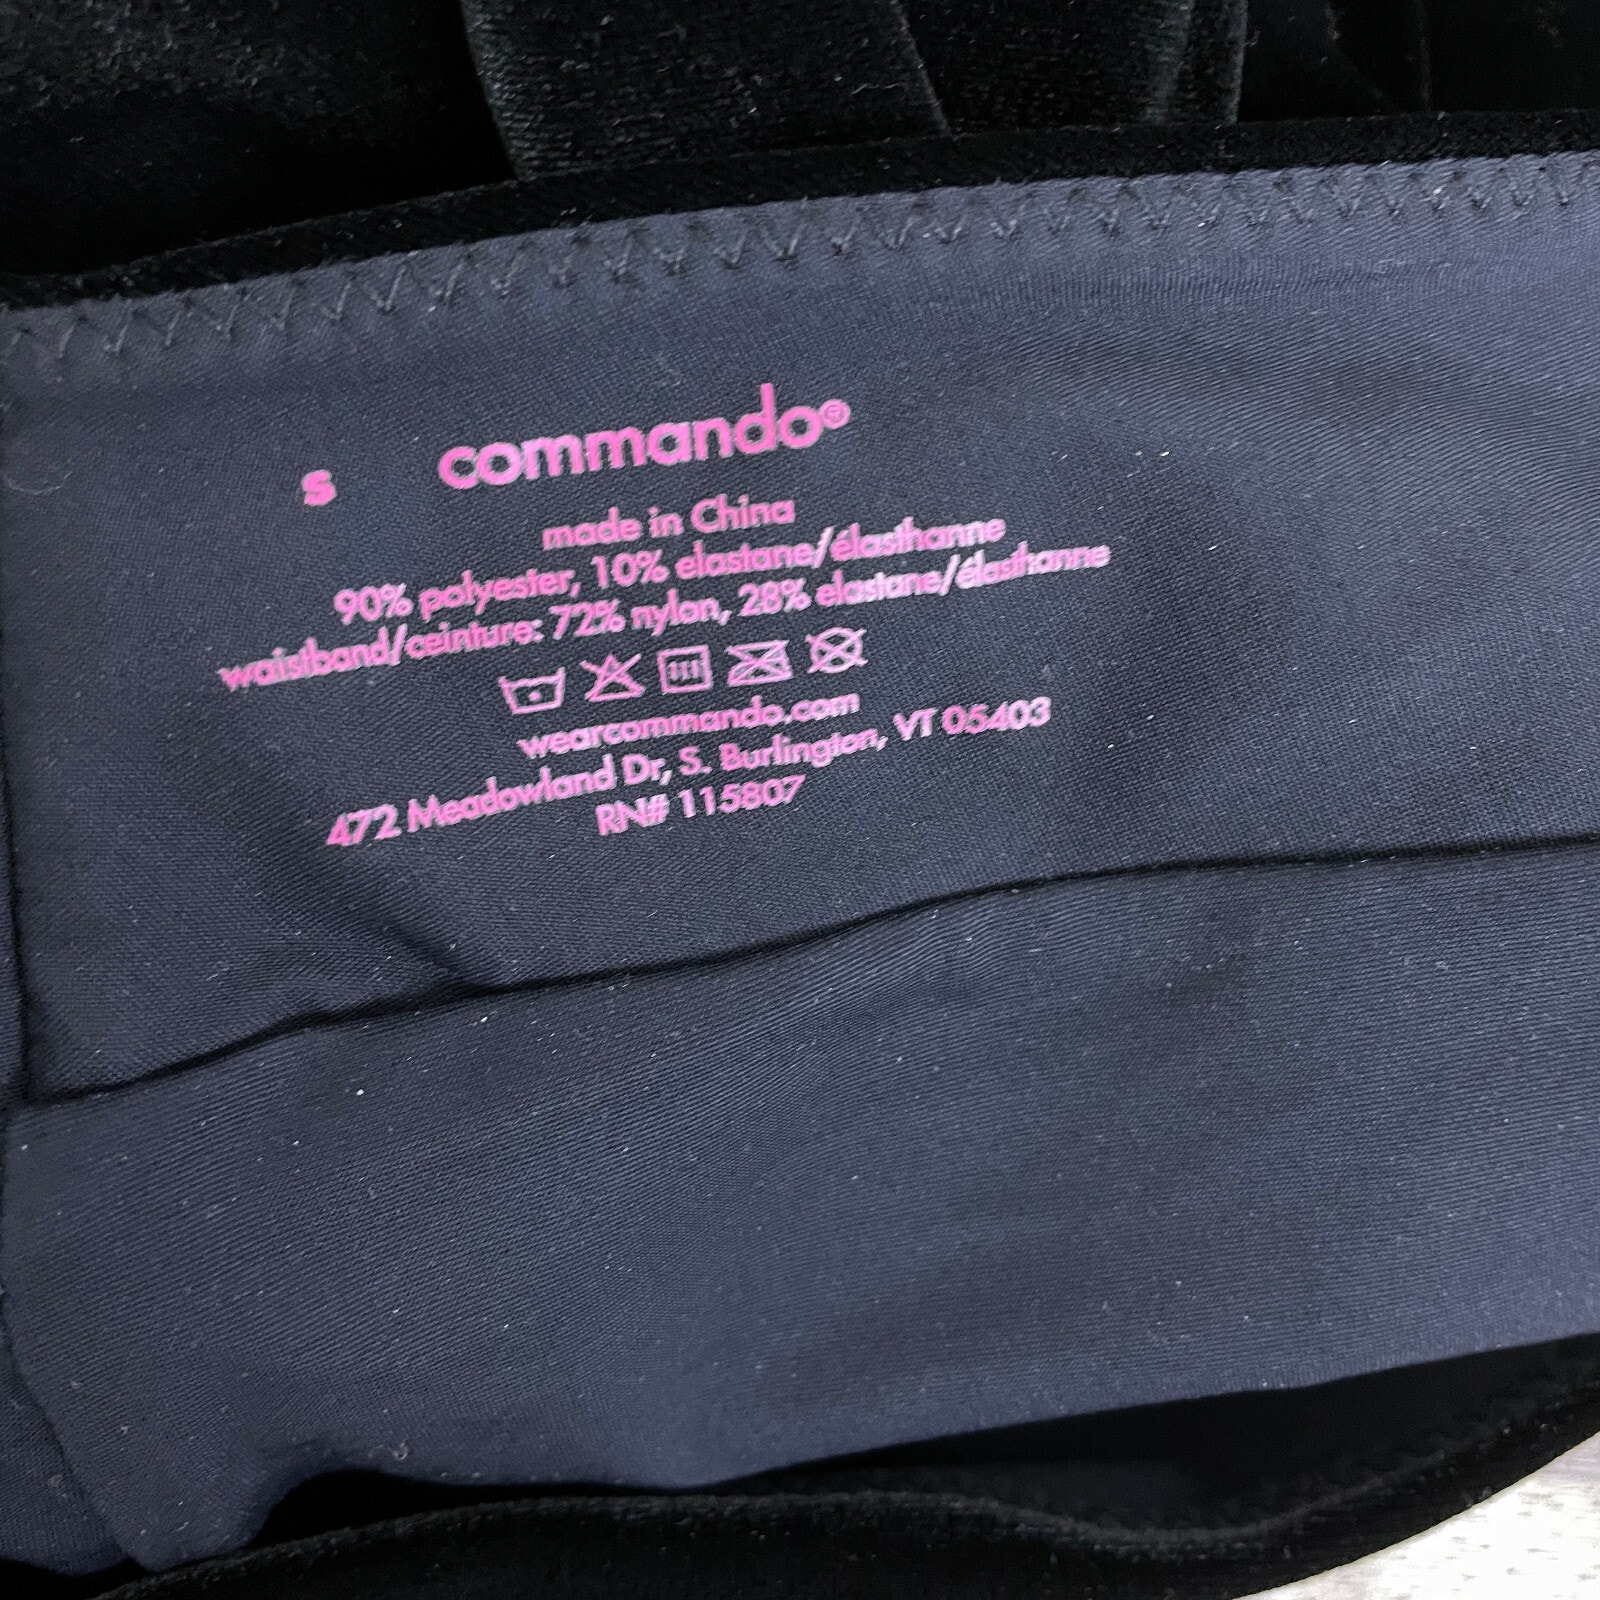 s commando®
made in China
90% polyester, 10% elastane/élasthanne
waistband/ceinture: 72% nylon, 28% elastane/élasthanne
wearcommando.com
472 Meadowland Dr, S. Burlington, VT 05403
RN# 115807